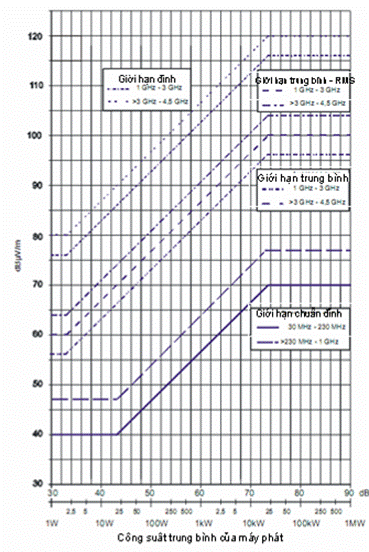 120
110
100
90
80
70
60
50
40
30
dBµV/m
Giới hạn đỉnh
1 GHz - 3 GHz
>3 GHz - 4,5 GHz
Giới hạn trung bình - RMS
1 GHz - 3 GHz
>3 GHz - 4,5 GHz
Giới hạn trung bình
1 GHz - 3 GHz
>3 GHz - 4,5 GHz
Giới hạn chuẩn đỉnh
30 MHz - 230 MHz
>230 MHz - 1 GHz
30 40 50 60 70 80 90 dB
2,5 5 25 50 250 500 2,5 5 25 50 250 500
1W 10W 100W 1kW 10kW 100kW 1MW
Công suất trung bình của máy phát